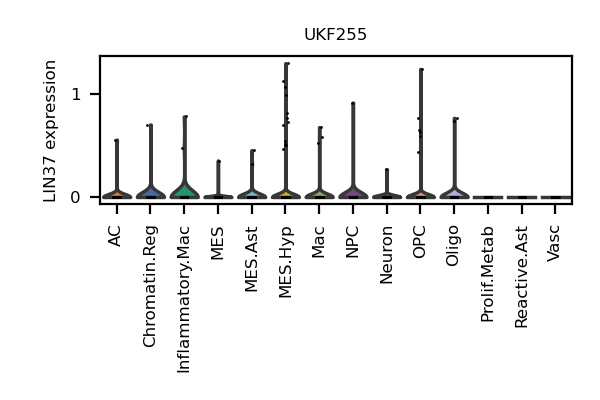 UKF255
LIN37 expression
1
0
AC
Chromatin.Reg
Inflammatory.Mac
MES
MES.Ast
MES.Hyp
Mac
NPC
Neuron
OPC
Oligo
Prolif.Metab
Reactive.Ast
Vasc